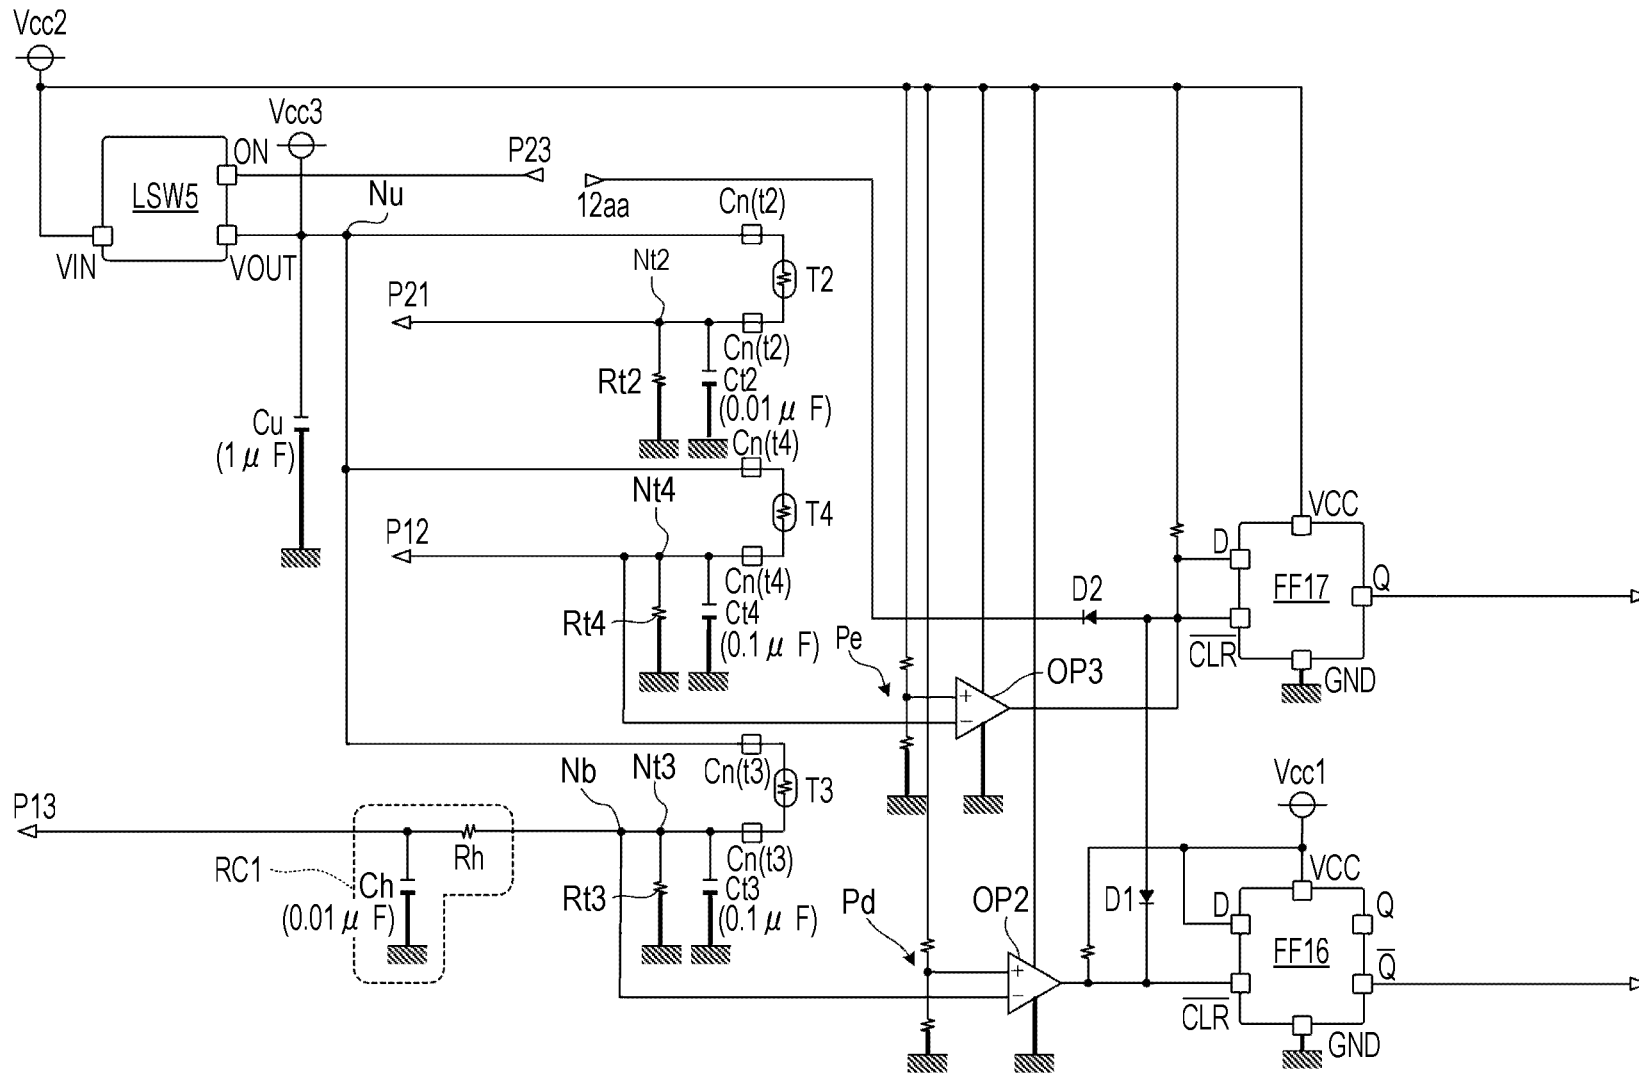 Vcc2
Vcc3
ON
P23
LSW5
Nu
12aa
Cn(t2)
VIN
VOUT
Nt2
T2
P21
Cn(t2)
Rt2
Ct2
(0.01 μ F)
Cu
(1 μ F)
Cn(t4)
Nt4
T4
VCC
P12
D
Cn(t4)
FF17
Q
D2
Rt4
Ct4
(0.1 μ F)
Pe
CLR
OP3
GND
+
−
Nb
Nt3
Cn(t3)
T3
Vcc1
P13
Rh
RC1
Ch
(0.01 μ F)
Cn(t3)
Rt3
Ct3
(0.1 μ F)
Pd
OP2
D1
VCC
D
Q
FF16
Q
+
−
CLR
GND